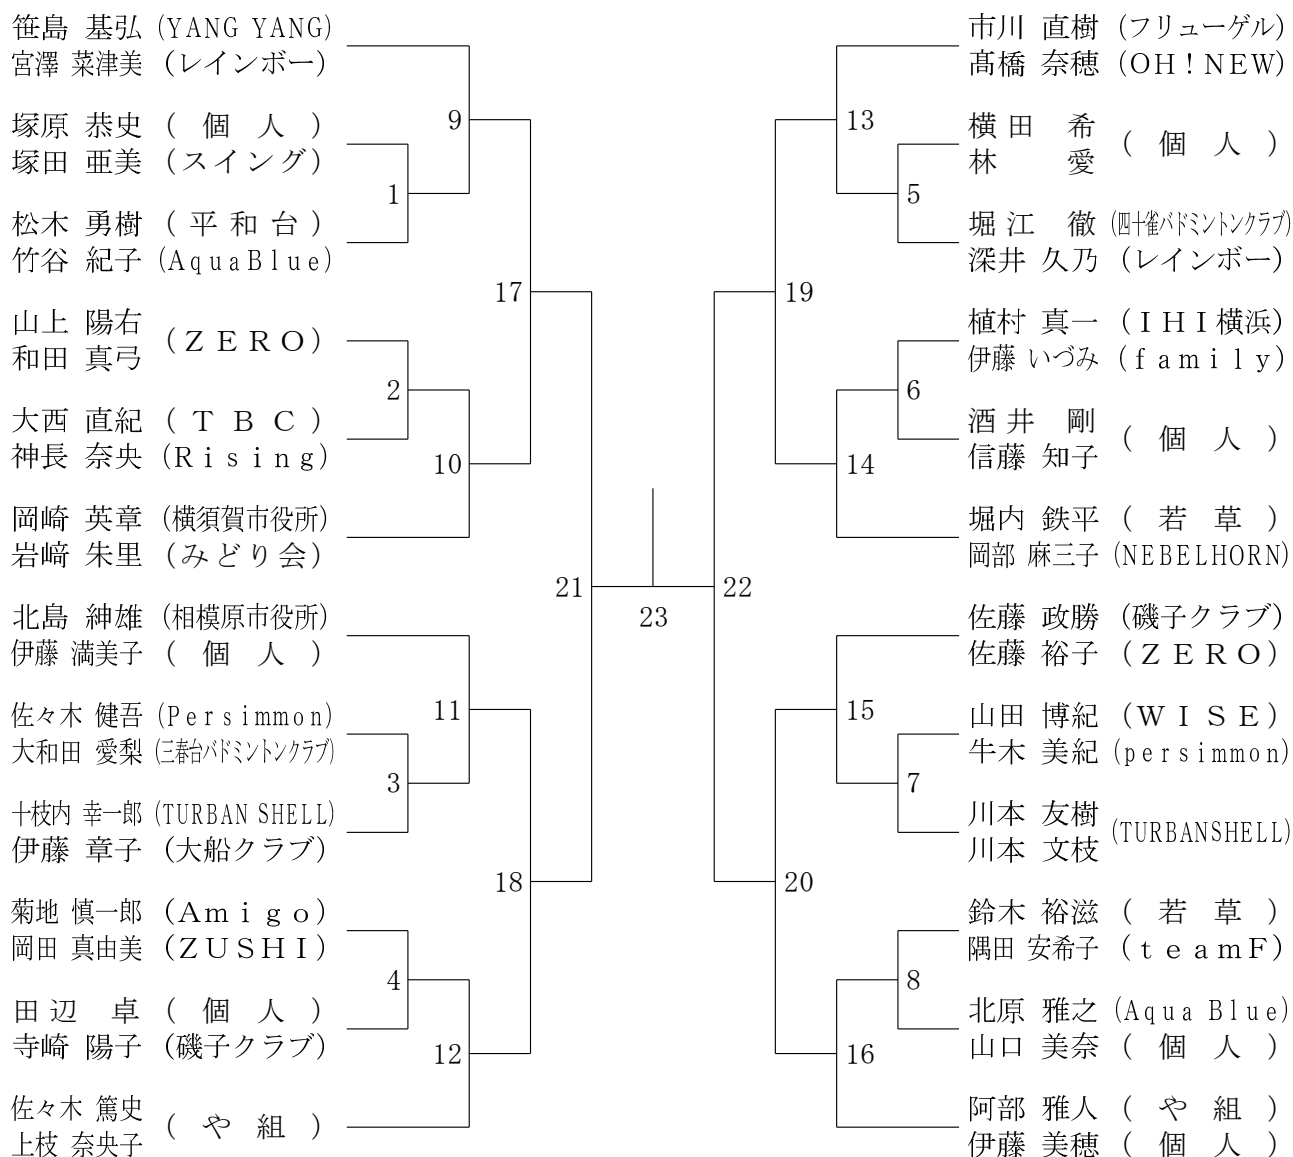 笹島 基弘 (YANG YANG)
宮澤 菜津美 (レインボー)
塚原 恭史 (個人)
塚田 亜美 (スイング)
松木 勇樹 (平和台)
竹谷 紀子 (AquaBlue)
山上 陽右
和田 真弓
(ZERO)
大西 直紀 (TBC)
神長 奈央 (Rising)
岡崎 英章 (横須賀市役所)
岩﨑 朱里 (みどり会)
北島 紳雄 (相模原市役所)
伊藤 満美子 (個人)
佐々木 健吾 (Persimmon)
大和田 愛梨 (三春台バドミントンクラブ)
十枝内 幸一郎 (TURBAN SHELL)
伊藤 章子 (大船クラブ)
菊地 慎一郎 (Amigo)
岡田 真由美 (ZUSHI)
田辺 卓 (個人)
寺崎 陽子 (磯子クラブ)
佐々木 篤史
上枝 奈央子
(や組)
9
1
17
2
10
21
11
3
18
4
12
23
13
5
19
6
14
22
15
7
20
8
16
市川 直樹 (フリューゲル)
髙橋 奈穂 (OH!NEW)
横田 希
林 愛
(個人)
堀江 徹 (四十雀バドミントンクラブ)
深井 久乃 (レインボー)
植村 真一 (IHI横浜)
伊藤 いづみ (family)
酒井 剛
信藤 知子
(個人)
堀内 鉄平 (若草)
岡部 麻三子 (NEBELHORN)
佐藤 政勝 (磯子クラブ)
佐藤 裕子 (ZERO)
山田 博紀 (WISE)
牛木 美紀 (persimmon)
川本 友樹
川本 文枝
(TURBANSHELL)
鈴木 裕滋 (若草)
隅田 安希子 (teamF)
北原 雅之 (Aqua Blue)
山口 美奈 (個人)
阿部 雅人 (や組)
伊藤 美穂 (個人)